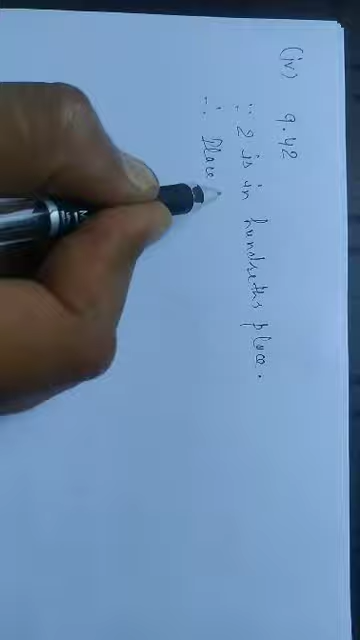 (iv) 9.42
∵ 2 is in hundredths place.
∴ Place